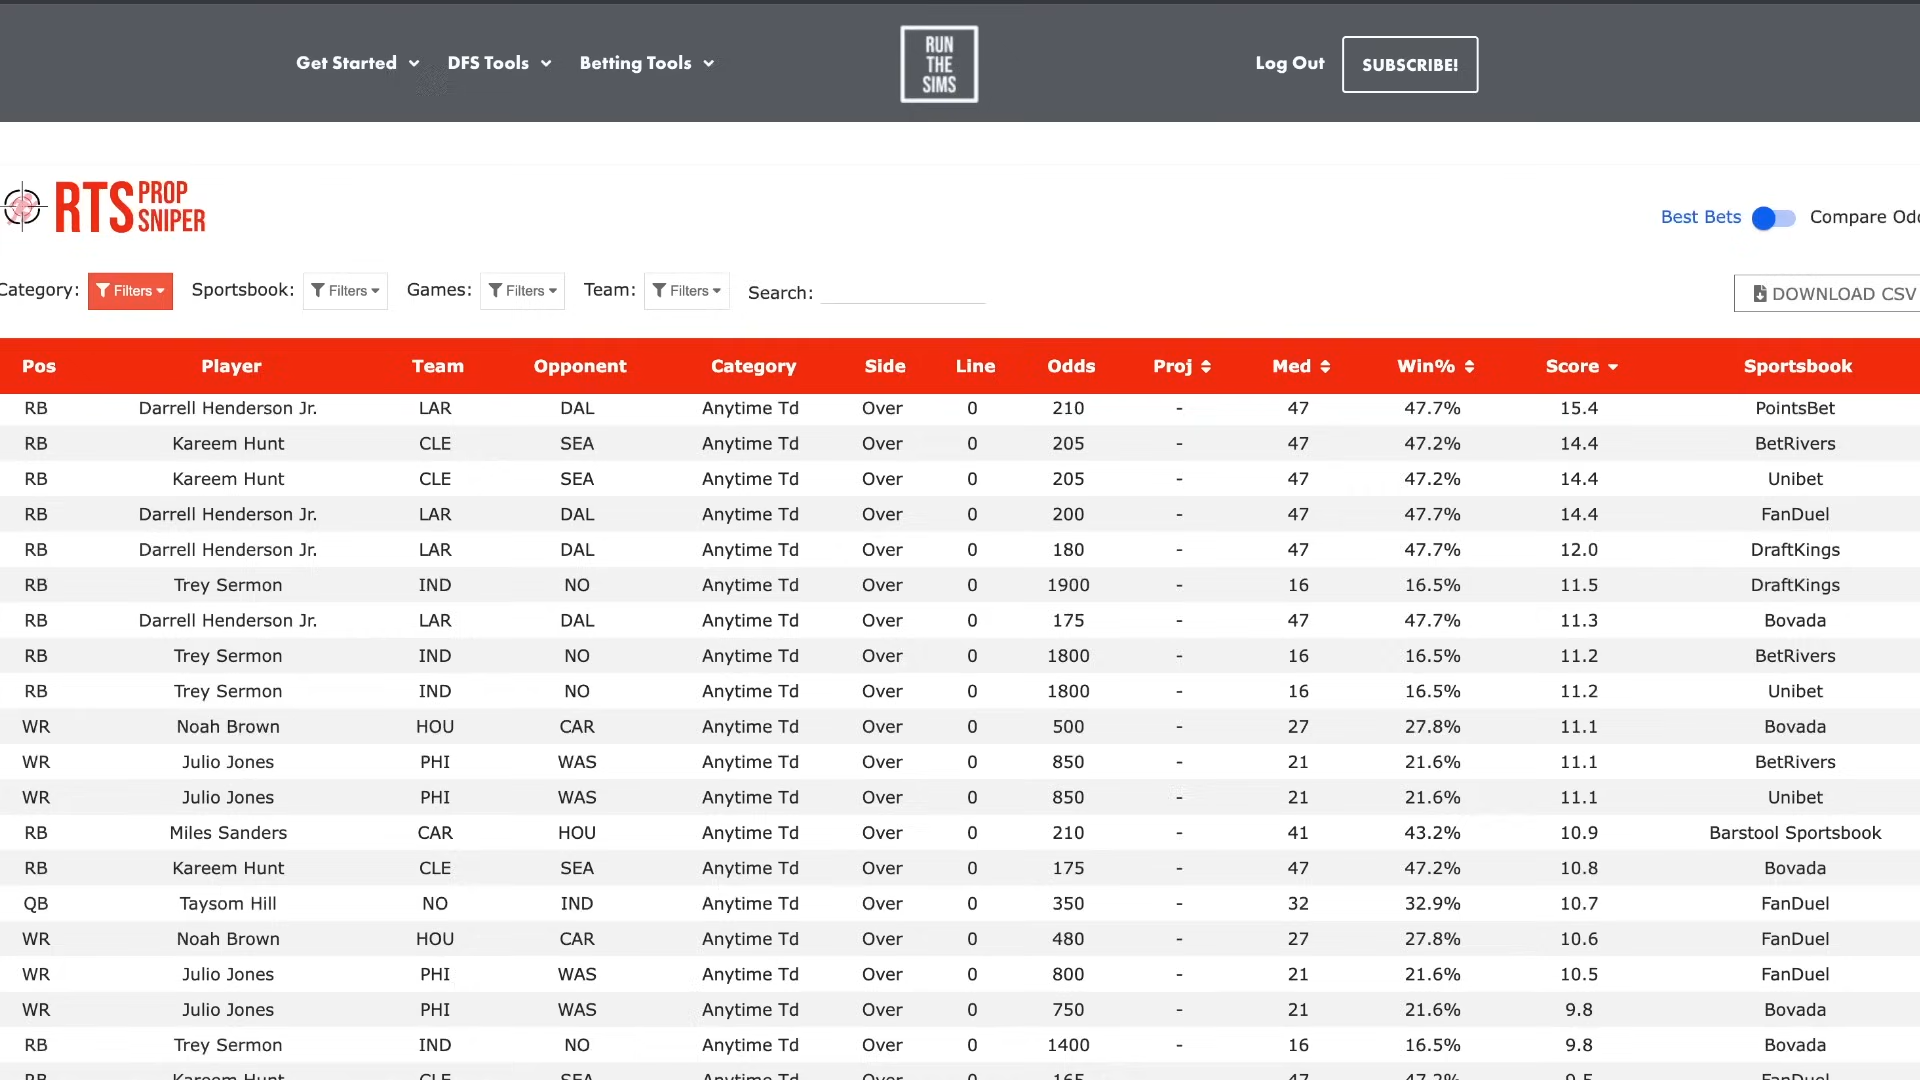 Get Started DFS Tools Betting Tools RUN THE SIMS Log Out SUBSCRIBE!
RTS PROP SNIPER
Best Bets Compare Odd
Category: Filters Sportsbook: Filters Games: Filters Team: Filters Search: DOWNLOAD CSV
Pos Player Team Opponent Category Side Line Odds Proj Med Win% Score Sportsbook
RB Darrell Henderson Jr. LAR DAL Anytime Td Over 0 210 - 47 47.7% 15.4 PointsBet
RB Kareem Hunt CLE SEA Anytime Td Over 0 205 - 47 47.2% 14.4 BetRivers
RB Kareem Hunt CLE SEA Anytime Td Over 0 205 - 47 47.2% 14.4 Unibet
RB Darrell Henderson Jr. LAR DAL Anytime Td Over 0 200 - 47 47.7% 14.4 FanDuel
RB Darrell Henderson Jr. LAR DAL Anytime Td Over 0 180 - 47 47.7% 12.0 DraftKings
RB Trey Sermon IND NO Anytime Td Over 0 1900 - 16 16.5% 11.5 DraftKings
RB Darrell Henderson Jr. LAR DAL Anytime Td Over 0 175 - 47 47.7% 11.3 Bovada
RB Trey Sermon IND NO Anytime Td Over 0 1800 - 16 16.5% 11.2 BetRivers
RB Trey Sermon IND NO Anytime Td Over 0 1800 - 16 16.5% 11.2 Unibet
WR Noah Brown HOU CAR Anytime Td Over 0 500 - 27 27.8% 11.1 Bovada
WR Julio Jones PHI WAS Anytime Td Over 0 850 - 21 21.6% 11.1 BetRivers
WR Julio Jones PHI WAS Anytime Td Over 0 850 - 21 21.6% 11.1 Unibet
RB Miles Sanders CAR HOU Anytime Td Over 0 210 - 41 43.2% 10.9 Barstool Sportsbook
RB Kareem Hunt CLE SEA Anytime Td Over 0 175 - 47 47.2% 10.8 Bovada
QB Taysom Hill NO IND Anytime Td Over 0 350 - 32 32.9% 10.7 FanDuel
WR Noah Brown HOU CAR Anytime Td Over 0 480 - 27 27.8% 10.6 FanDuel
WR Julio Jones PHI WAS Anytime Td Over 0 800 - 21 21.6% 10.5 FanDuel
WR Julio Jones PHI WAS Anytime Td Over 0 750 - 21 21.6% 9.8 Bovada
RB Trey Sermon IND NO Anytime Td Over 0 1400 - 16 16.5% 9.8 Bovada
RB Kareem Hunt CLE SEA Anytime Td Over 0 165 - 47 47.2% 9.5 FanDuel